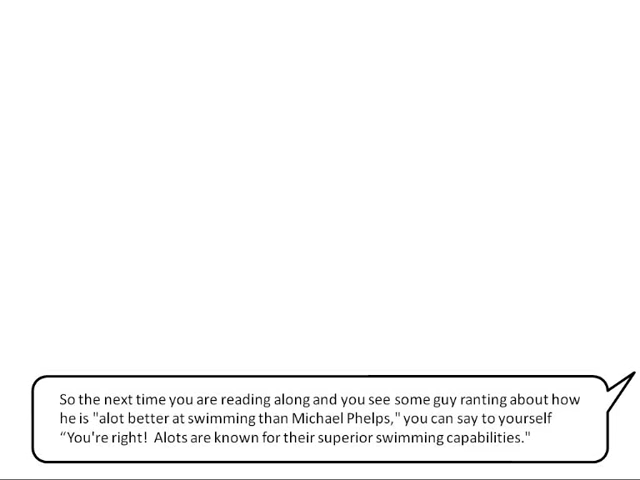 So the next time you are reading along and you see some guy ranting about how
he is "alot better at swimming than Michael Phelps," you can say to yourself
“You're right!  Alots are known for their superior swimming capabilities."